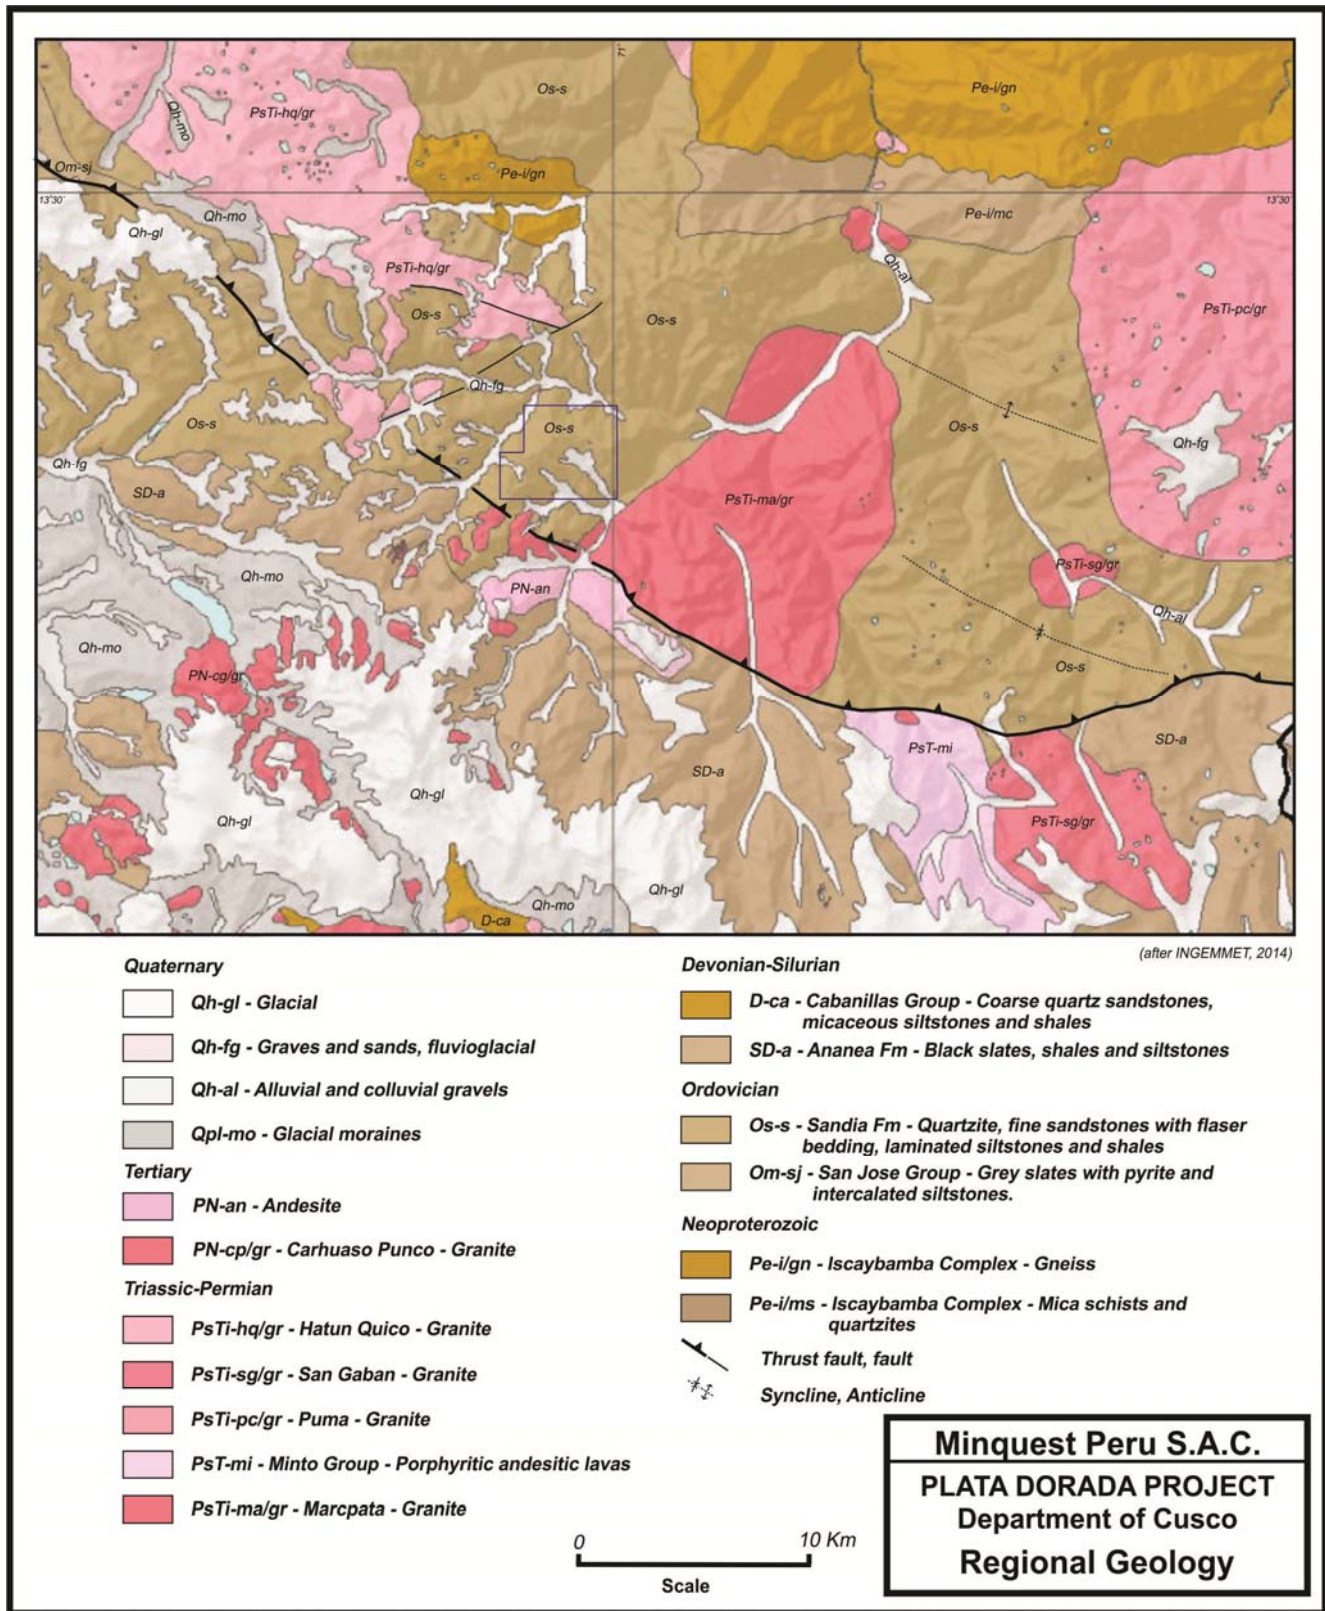 71°
Os-s
Pe-i/gn
PsTi-hq/gr
Qh-mo
Om-sj
Pe-i/gn
13°30´
13°30´
Qh-mo
Pe-i/mc
Qh-gl
PsTi-hq/gr
Qh-al
Os-s
Os-s
PsTi-pc/gr
Qh-fg
Os-s
Os-s
Os-s
Qh-fg
Qh-fg
SD-a
PsTi-ma/gr
Qh-mo
PN-an
PsTi-sg/gr
Qh-al
Qh-mo
PN-cg/gr
Os-s
SD-a
PsT-mi
SD-a
Qh-gl
Qh-gl
PsTi-sg/gr
Qh-gl
Qh-mo
D-ca
(after INGEMMET, 2014)
Quaternary
Qh-gl - Glacial
Qh-fg - Graves and sands, fluvioglacial
Qh-al - Alluvial and colluvial gravels
Qpl-mo - Glacial moraines
Tertiary
PN-an - Andesite
PN-cp/gr - Carhuaso Punco - Granite
Triassic-Permian
PsTi-hq/gr - Hatun Quico - Granite
PsTi-sg/gr - San Gaban - Granite
PsTi-pc/gr - Puma - Granite
PsT-mi - Minto Group - Porphyritic andesitic lavas
PsTi-ma/gr - Marcpata - Granite
Devonian-Silurian
D-ca - Cabanillas Group - Coarse quartz sandstones,
micaceous siltstones and shales
SD-a - Ananea Fm - Black slates, shales and siltstones
Ordovician
Os-s - Sandia Fm - Quartzite, fine sandstones with flaser
bedding, laminated siltstones and shales
Om-sj - San Jose Group - Grey slates with pyrite and
intercalated siltstones.
Neoproterozoic
Pe-i/gn - Iscaybamba Complex - Gneiss
Pe-i/ms - Iscaybamba Complex - Mica schists and
quartzites
Thrust fault, fault
Syncline, Anticline
0 10 Km
Scale
Minquest Peru S.A.C.
PLATA DORADA PROJECT
Department of Cusco
Regional Geology